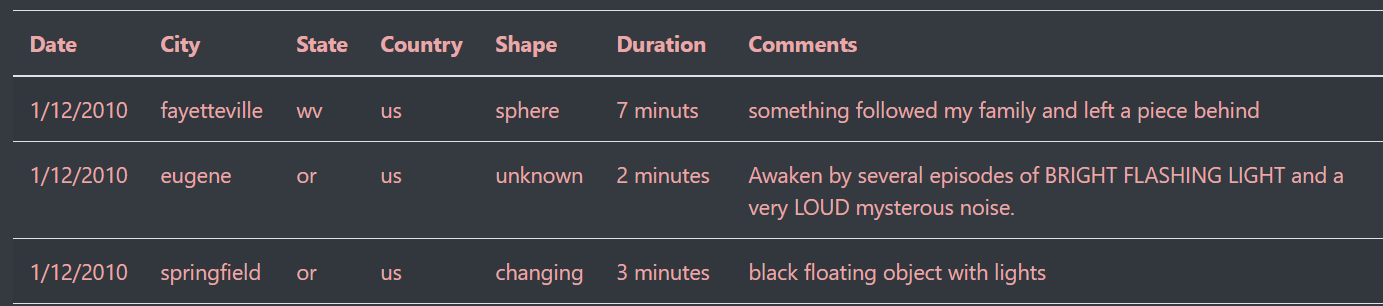 Date City State Country Shape Duration Comments
1/12/2010 fayetteville wv us sphere 7 minuts something followed my family and left a piece behind
1/12/2010 eugene or us unknown 2 minutes Awaken by several episodes of BRIGHT FLASHING LIGHT and a
very LOUD mysterous noise.
1/12/2010 springfield or us changing 3 minutes black floating object with lights